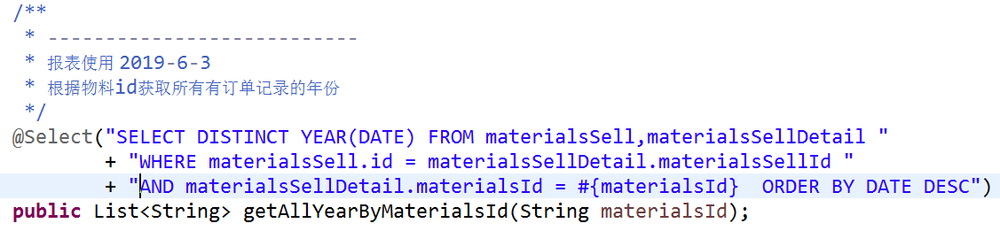 /**
 * ---------------------------
 * 报表使用 2019-6-3
 * 根据物料id获取所有有订单记录的年份
 */
@Select("SELECT DISTINCT YEAR(DATE) FROM materialsSell,materialsSellDetail "
        + "WHERE materialsSell.id = materialsSellDetail.materialsSellId "
        + "AND materialsSellDetail.materialsId = #{materialsId}  ORDER BY DATE DESC")
public List<String> getAllYearByMaterialsId(String materialsId);